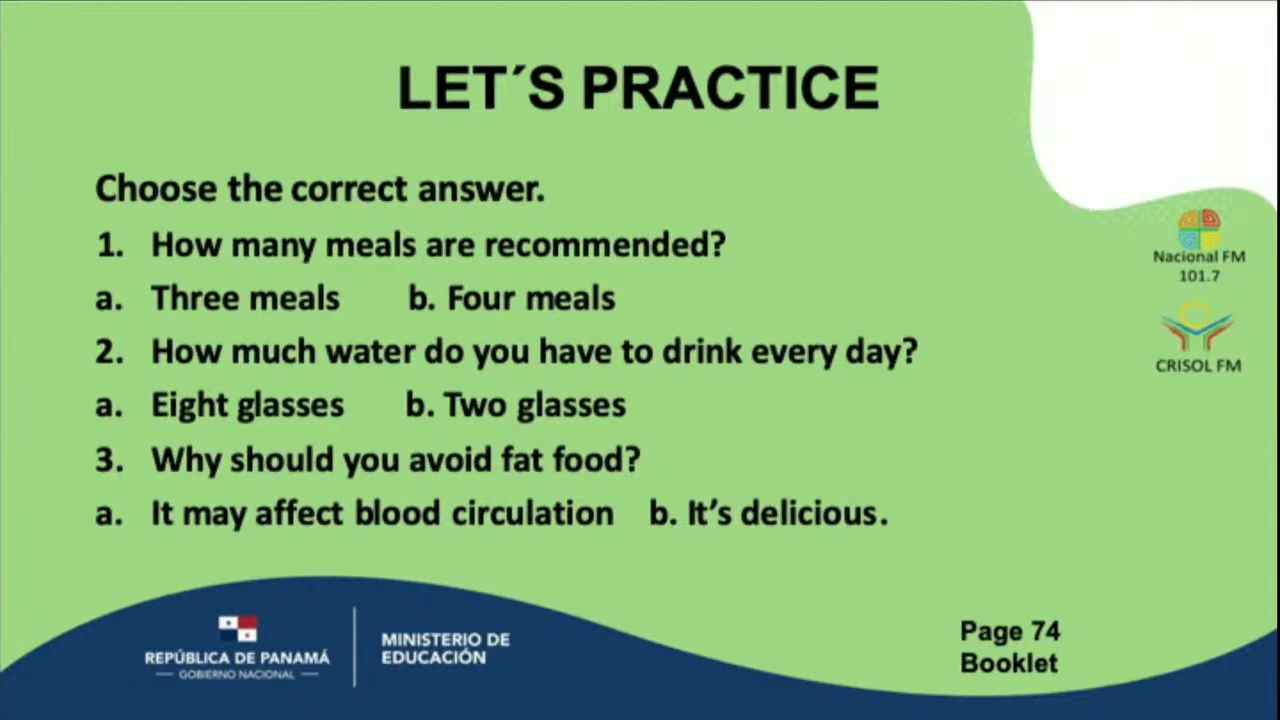 LET´S PRACTICE
Choose the correct answer.
1. How many meals are recommended?
a. Three meals b. Four meals
2. How much water do you have to drink every day?
a. Eight glasses b. Two glasses
3. Why should you avoid fat food?
a. It may affect blood circulation b. It’s delicious.
Nacional FM
101.7
CRISOL FM
REPÚBLICA DE PANAMÁ
GOBIERNO NACIONAL
MINISTERIO DE
EDUCACIÓN
Page 74
Booklet